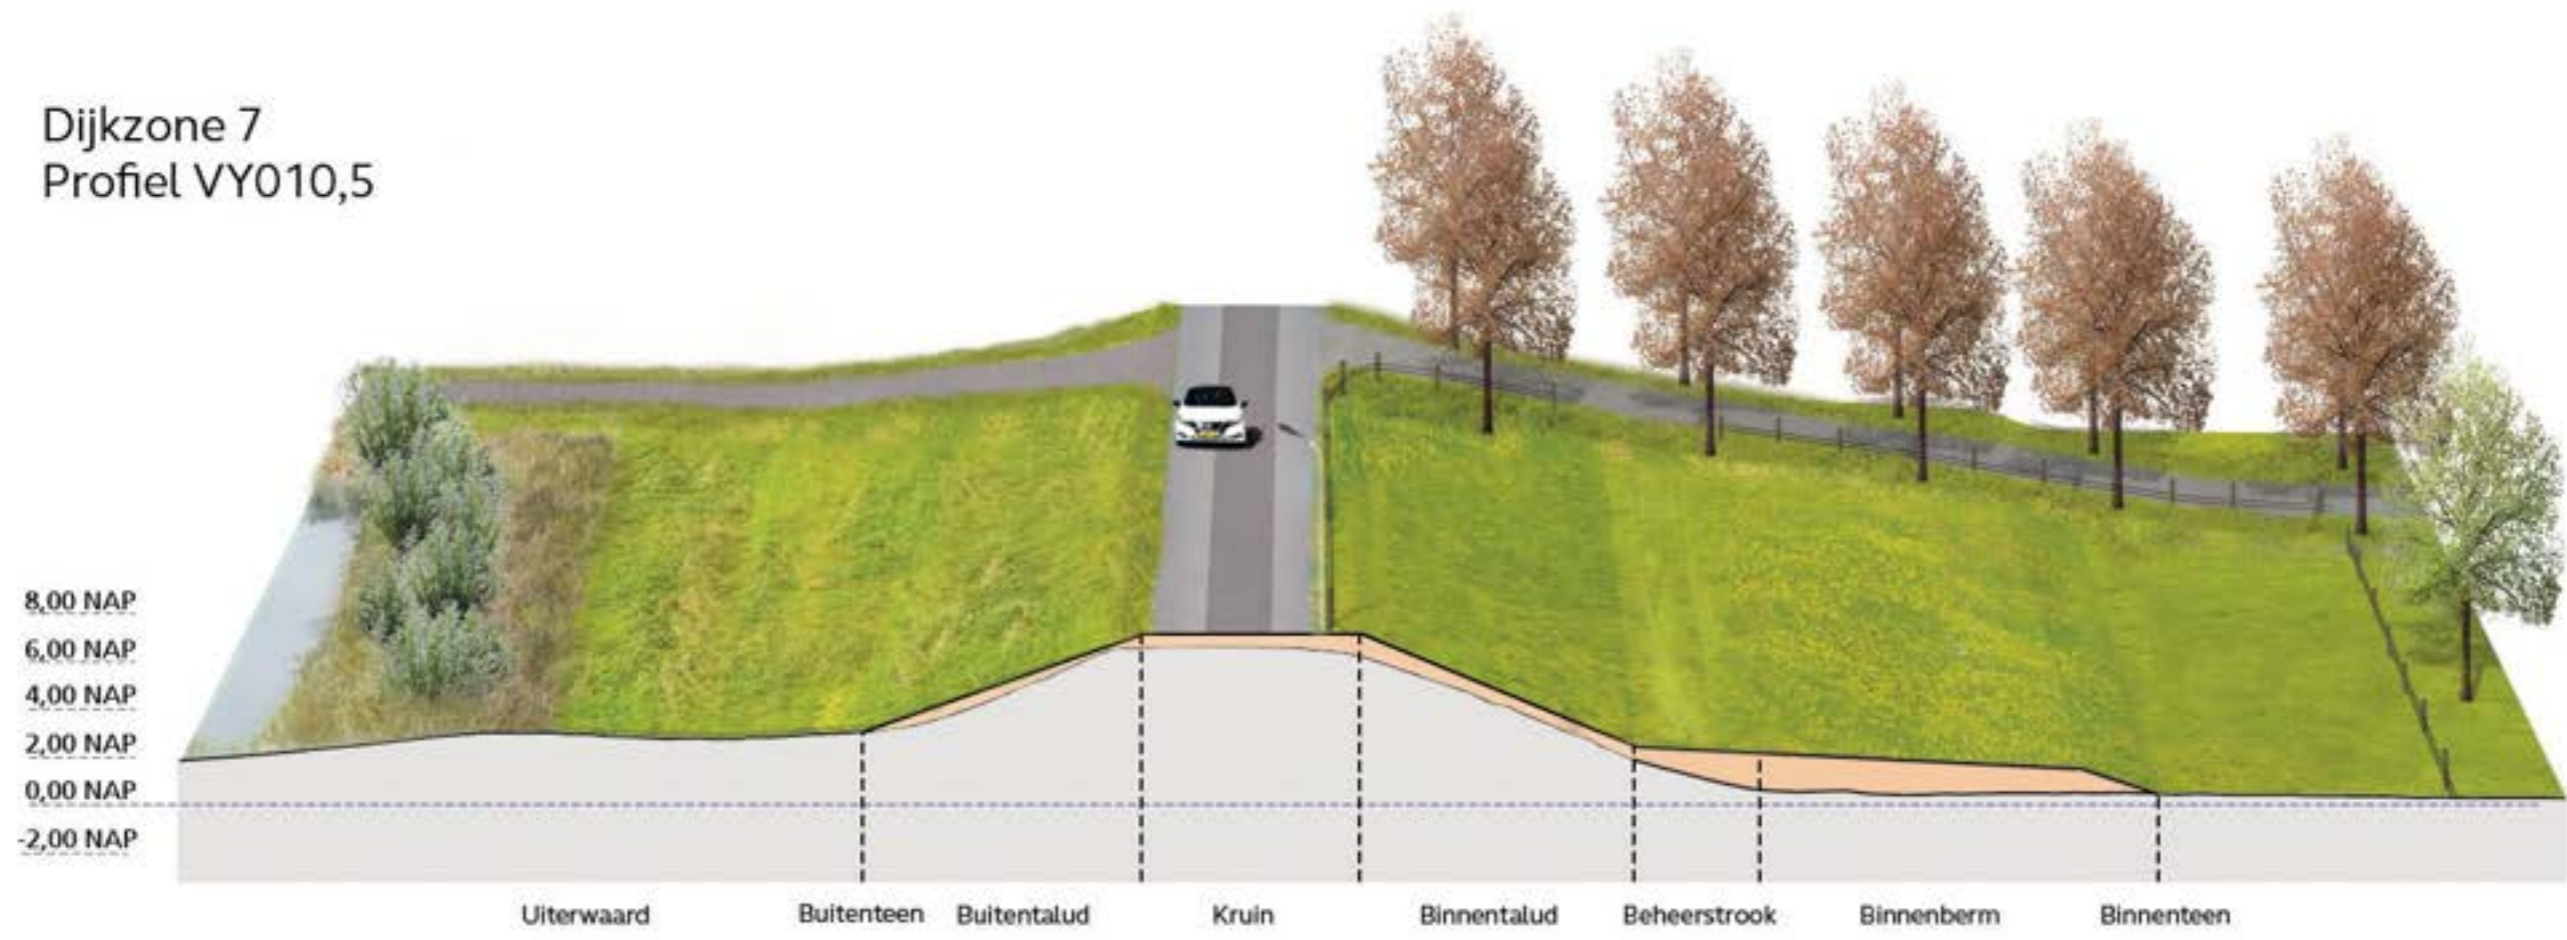 Dijkzone 7
Profiel VY010,5
8,00 NAP
6,00 NAP
4,00 NAP
2,00 NAP
0,00 NAP
-2,00 NAP
Uiterwaard Buitenteen Buitentalud Kruin Binnentalud Beheerstrook Binnenberm Binnenteen